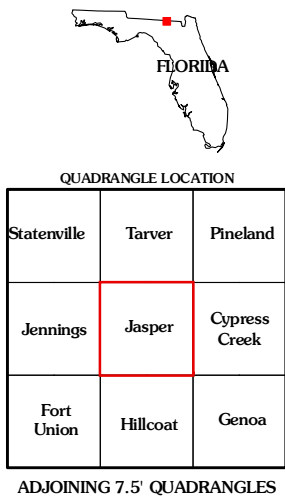 FLORIDA
QUADRANGLE LOCATION
Statenville Tarver Pineland
Jennings Jasper Cypress
Creek
Fort
Union Hillcoat Genoa
ADJOINING 7.5' QUADRANGLES